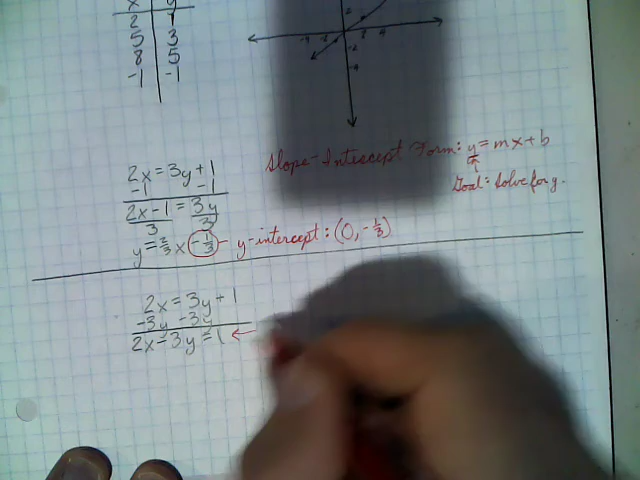 x y
2 1
5 3
8 5
-1 -1
2x = 3y + 1
-1 -1
2x - 1 = 3y
3 3
y = 2/3 x - 1/3
y-intercept: (0, -1/3)
Slope-Intercept Form: y = mx + b
Goal: solve for y.
2x = 3y + 1
-3y -3y
2x - 3y = 1